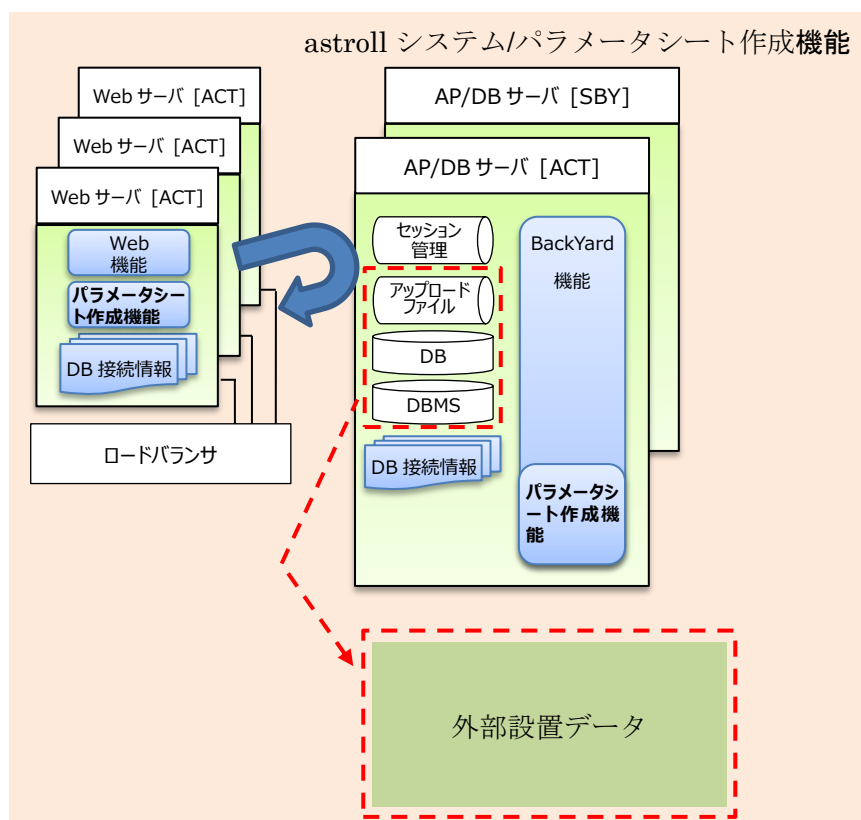 astroll システム/パラメータシート作成機能
Web サーバ [ACT]
Web サーバ [ACT]
Web サーバ [ACT]
Web
機能
パラメータシー
ト作成機能
DB 接続情報
ロードバランサ
AP/DB サーバ [SBY]
AP/DB サーバ [ACT]
セッション
管理
アップロード
ファイル
DB
DBMS
DB 接続情報
BackYard
機能
パラメータシ
ート作成機
能
外部設置データ